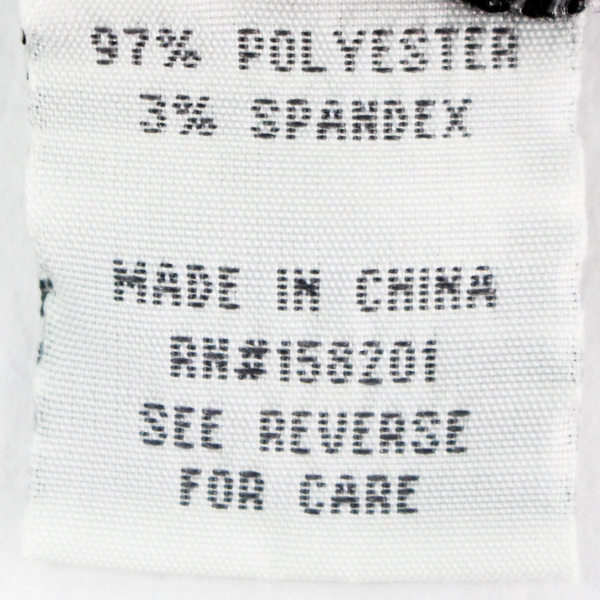 97% POLYESTER
3% SPANDEX
MADE IN CHINA
RN#158201
SEE REVERSE
FOR CARE